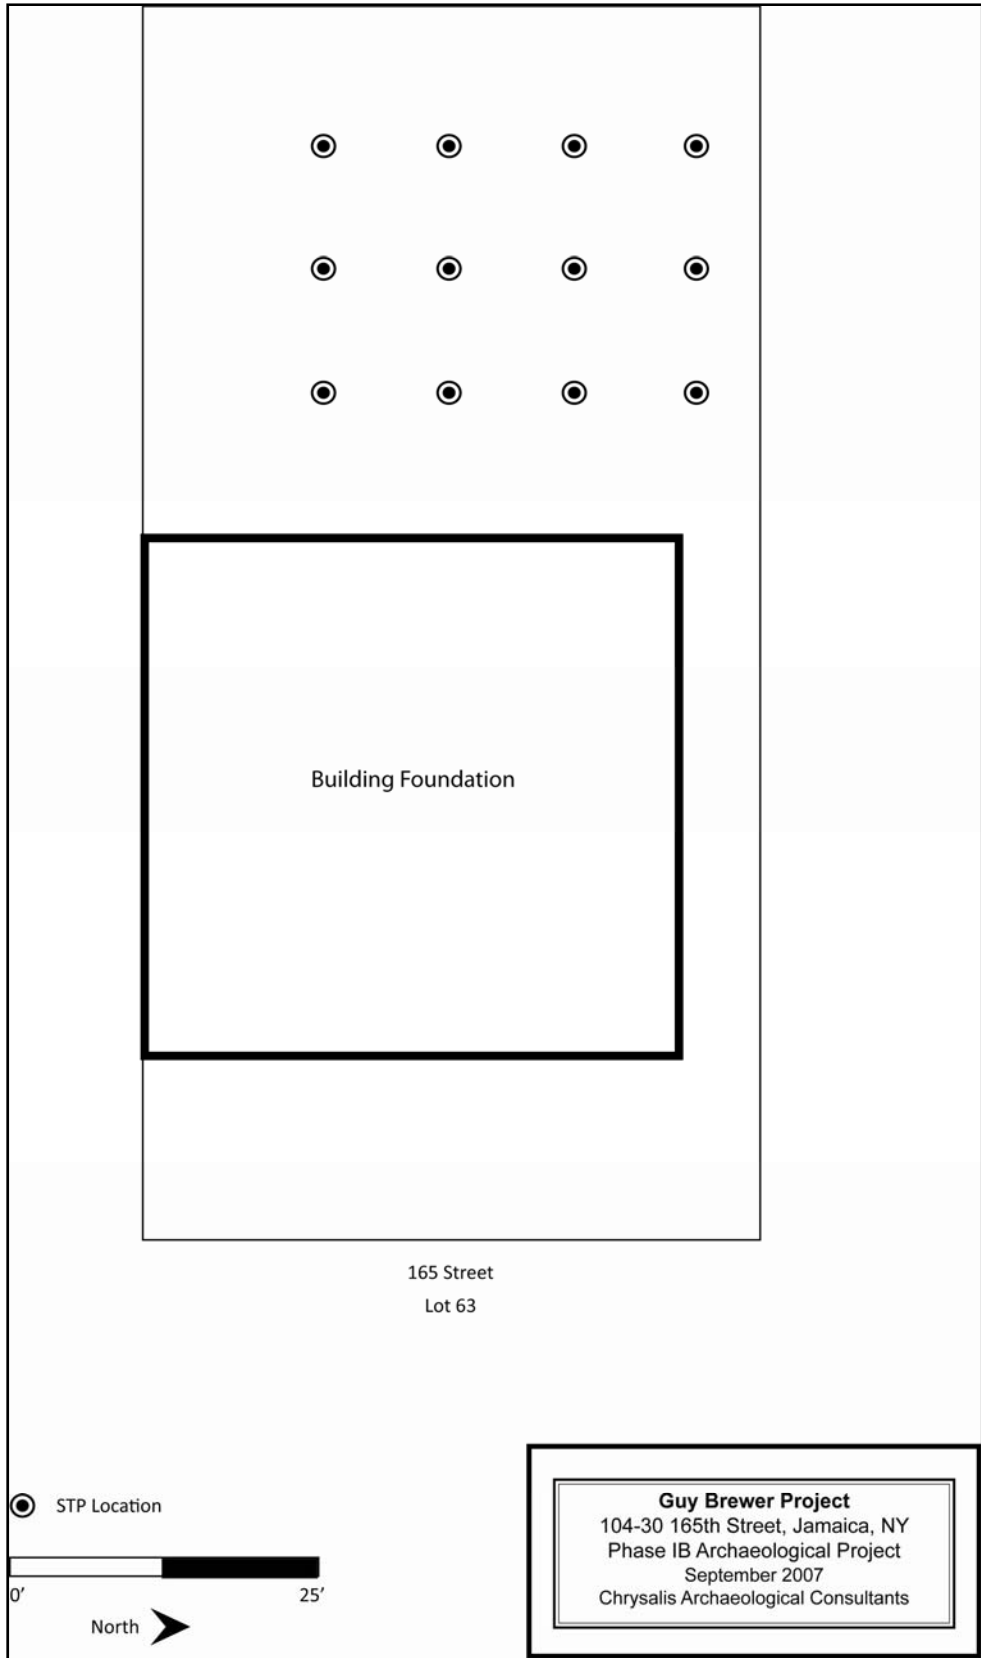 Building Foundation
165 Street
Lot 63
STP Location
0' 25'
North
Guy Brewer Project
104-30 165th Street, Jamaica, NY
Phase IB Archaeological Project
September 2007
Chrysalis Archaeological Consultants